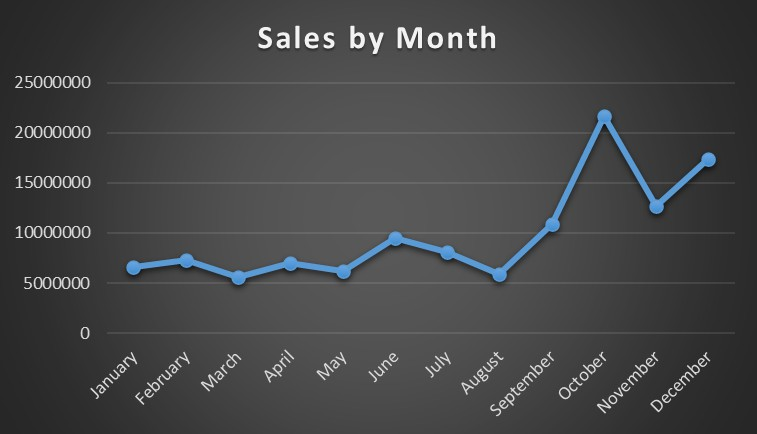 Sales by Month
25000000
20000000
15000000
10000000
5000000
0
January
February
March
April
May
June
July
August
September
October
November
December